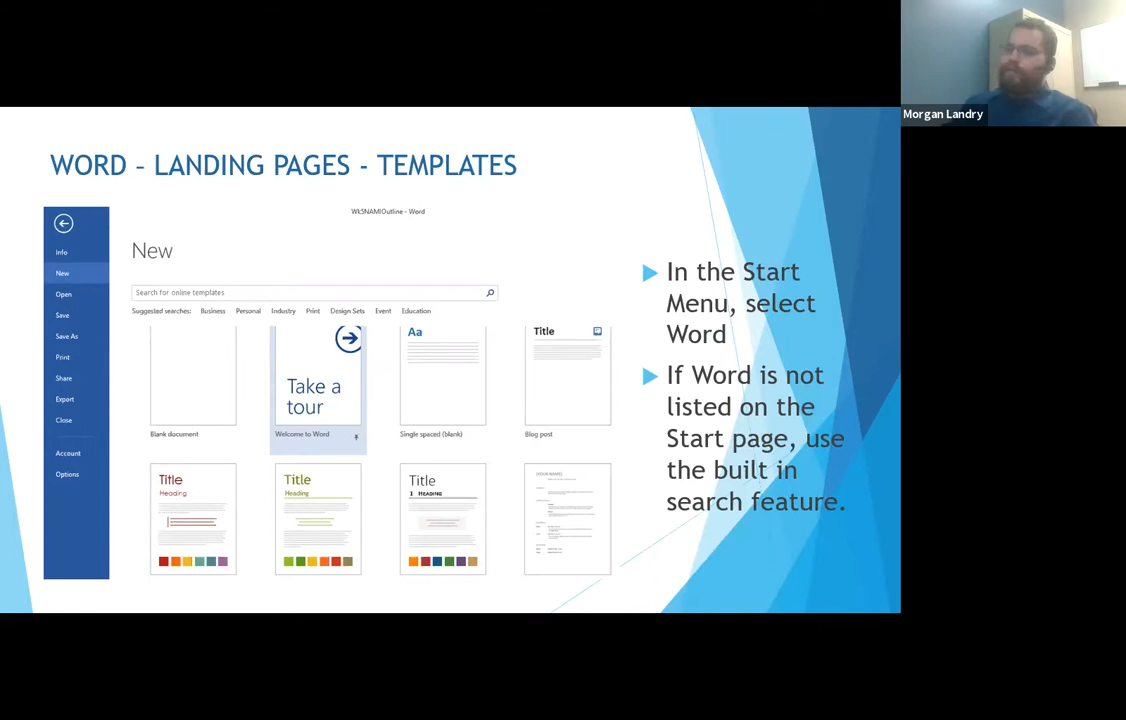 Morgan Landry
WORD – LANDING PAGES - TEMPLATES
WkSNAMIOutline - Word
Info
New
Open
Save
Save As
Print
Share
Export
Close
Account
Options
New
Search for online templates
Suggested searches: Business Personal Industry Print Design Sets Event Education
Take a
tour
Aa
Title
Blank document
Welcome to Word
Single spaced (blank)
Blog post
Title
Heading
Title
Heading
Title
1 HEADING
[YOUR NAME]
In the Start
Menu, select
Word
If Word is not
listed on the
Start page, use
the built in
search feature.